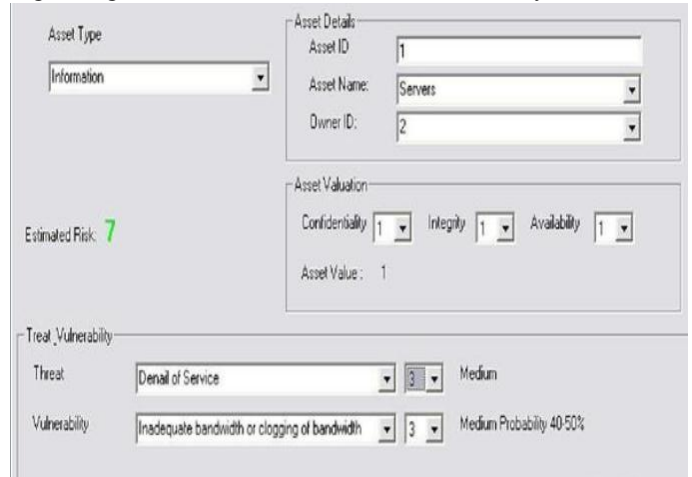 Asset Type
Information
Asset Details
Asset ID 1
Asset Name: Servers
Owner ID: 2
Asset Valuation
Confidentiality 1 Integrity 1 Availability 1
Asset Value : 1
Estimated Risk: 7
Treat_Vulnerability
Threat Denail of Service 3 Medium
Vulnerability Inadequate bandwidth or clogging of bandwidth 3 Medium Probability 40-50%